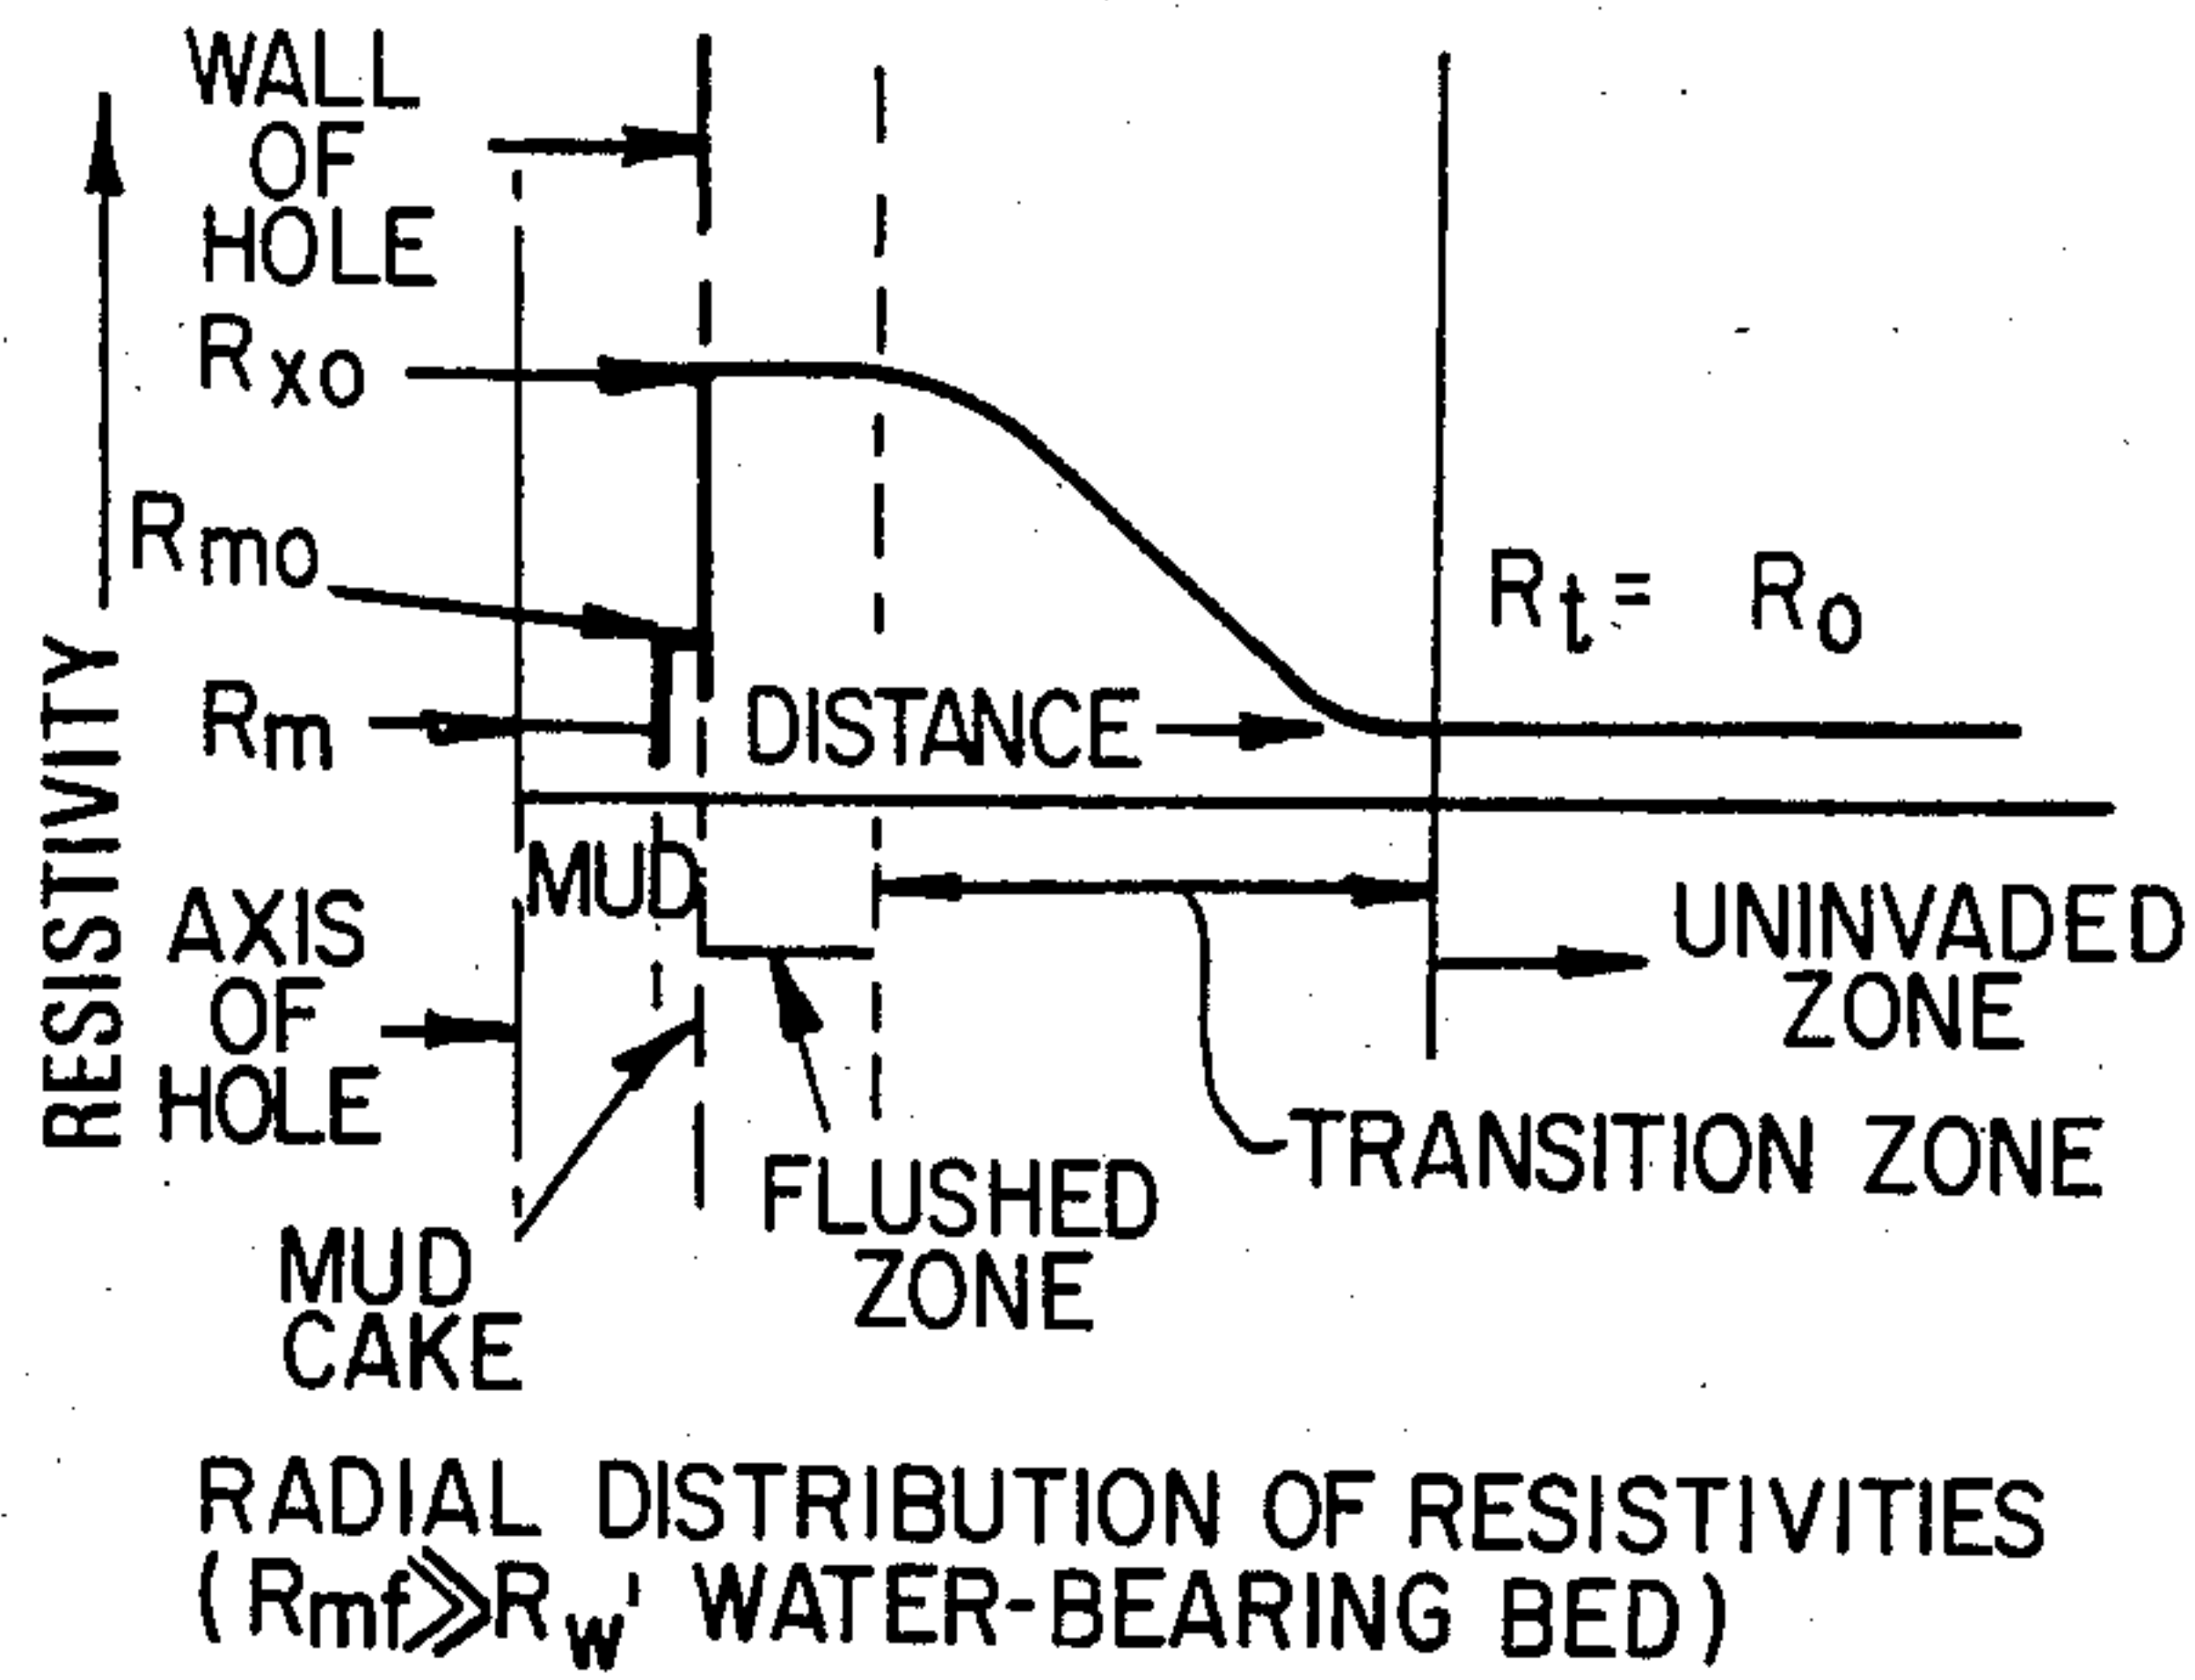 WALL
OF
HOLE
Rxo
Rmo
Rm
RESISTIVITY
DISTANCE
Rt = Ro
MUD
AXIS
OF
HOLE
UNINVADED
ZONE
TRANSITION ZONE
FLUSHED
ZONE
MUD
CAKE
RADIAL DISTRIBUTION OF RESISTIVITIES
(Rmf≫Rw' WATER-BEARING BED)